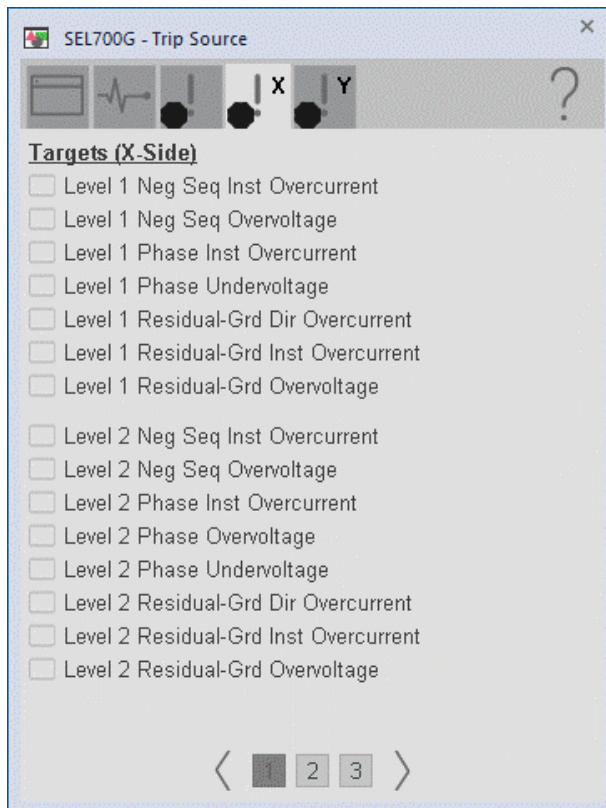 SEL700G - Trip Source
X Y ?
Targets (X-Side)
Level 1 Neg Seq Inst Overcurrent
Level 1 Neg Seq Overvoltage
Level 1 Phase Inst Overcurrent
Level 1 Phase Undervoltage
Level 1 Residual-Grd Dir Overcurrent
Level 1 Residual-Grd Inst Overcurrent
Level 1 Residual-Grd Overvoltage
Level 2 Neg Seq Inst Overcurrent
Level 2 Neg Seq Overvoltage
Level 2 Phase Inst Overcurrent
Level 2 Phase Overvoltage
Level 2 Phase Undervoltage
Level 2 Residual-Grd Dir Overcurrent
Level 2 Residual-Grd Inst Overcurrent
Level 2 Residual-Grd Overvoltage
1 2 3